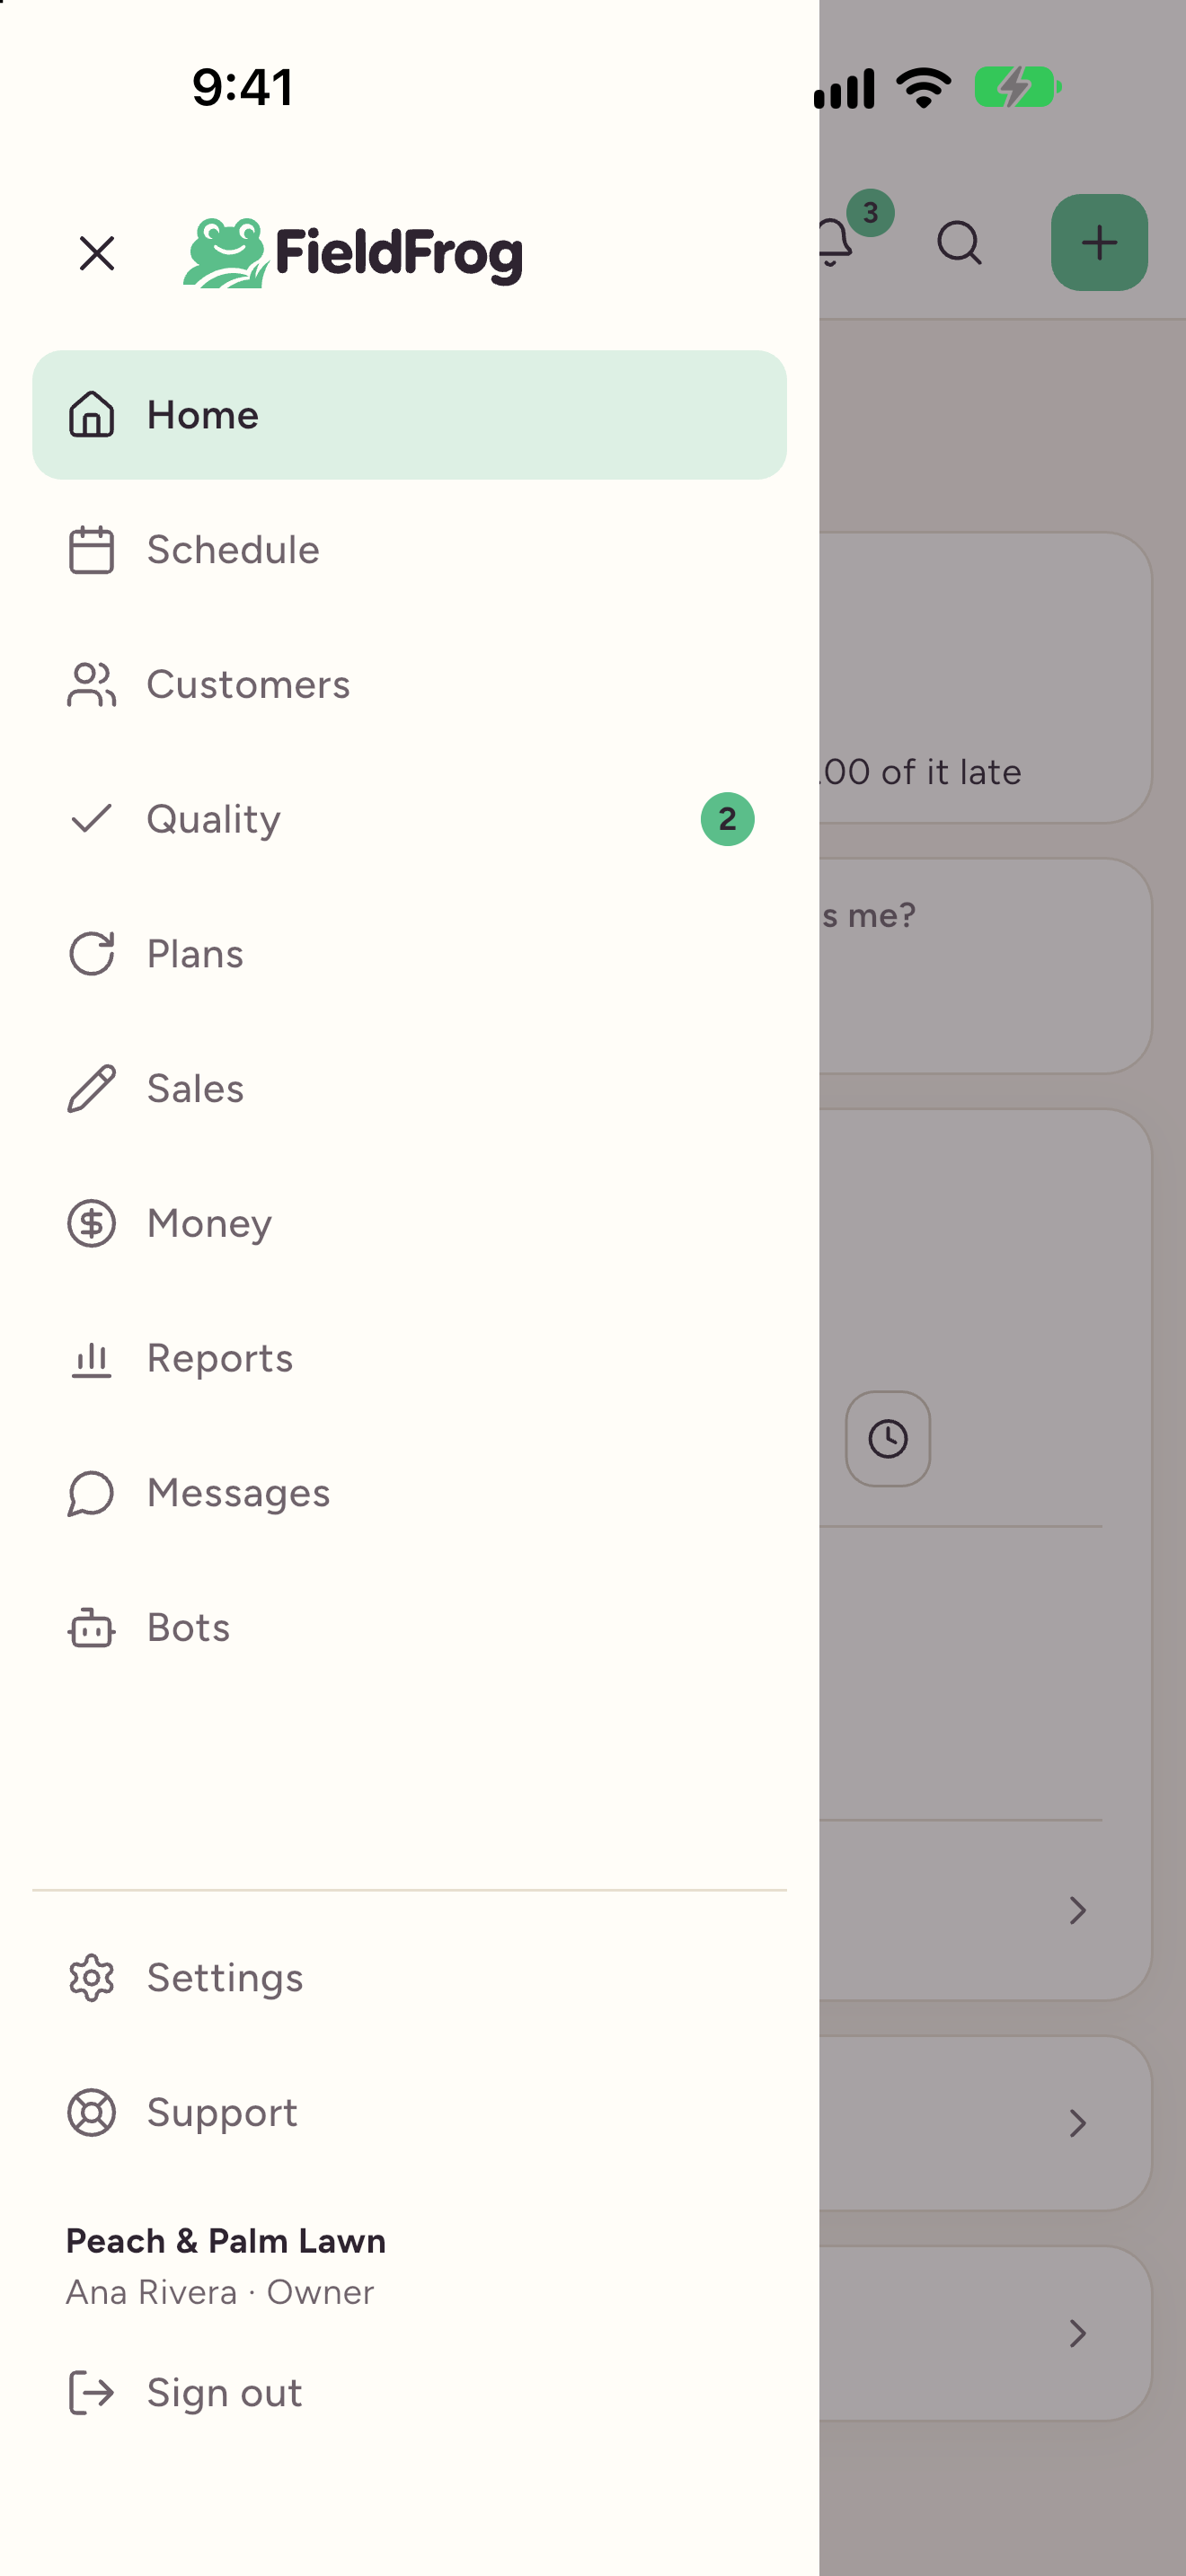 9:41
FieldFrog
3
Home
Schedule
Customers
Quality
2
Plans
Sales
Money
Reports
Messages
Bots
Settings
Support
Peach & Palm Lawn
Ana Rivera · Owner
Sign out
.00 of it late
s me?